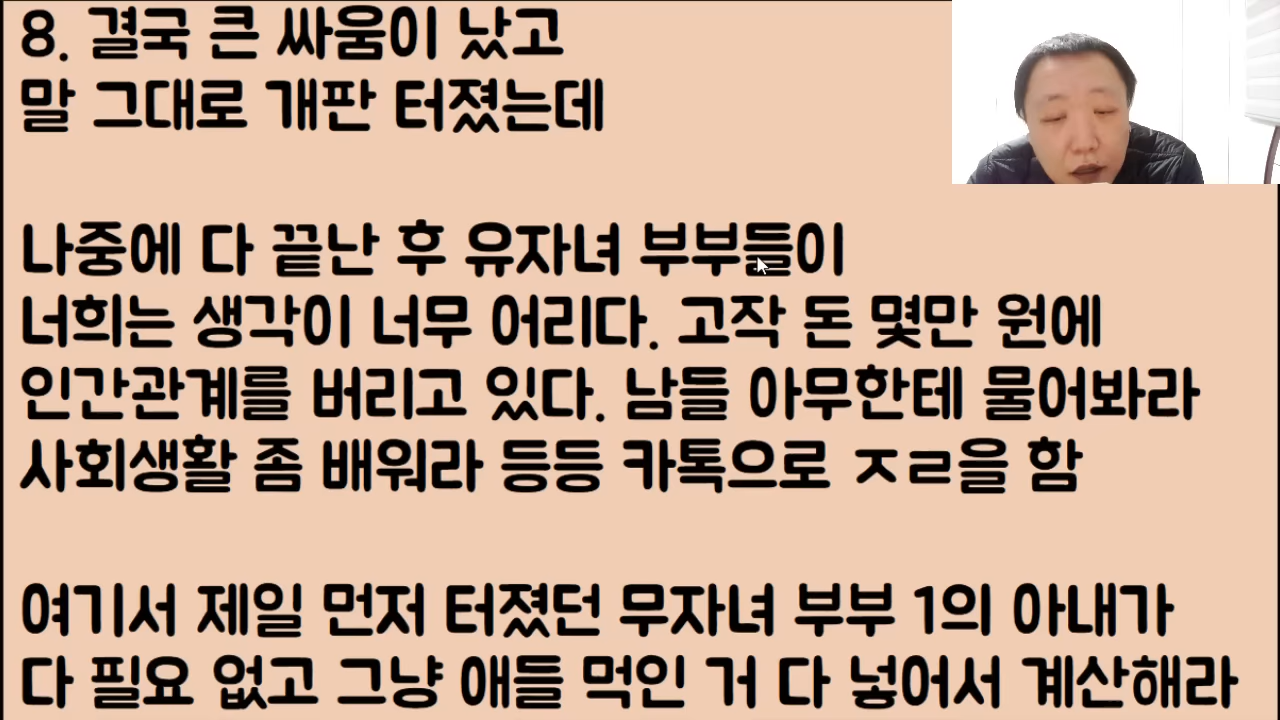 8. 결국 큰 싸움이 났고
말 그대로 개판 터졌는데
나중에 다 끝난 후 유자녀 부부들이
너희는 생각이 너무 어리다. 고작 돈 몇만 원에
인간관계를 버리고 있다. 남들 아무한테 물어봐라
사회생활 좀 배워라 등등 카톡으로 ㅈㄹ을 함
여기서 제일 먼저 터졌던 무자녀 부부 1의 아내가
다 필요 없고 그냥 애들 먹인 거 다 넣어서 계산해라